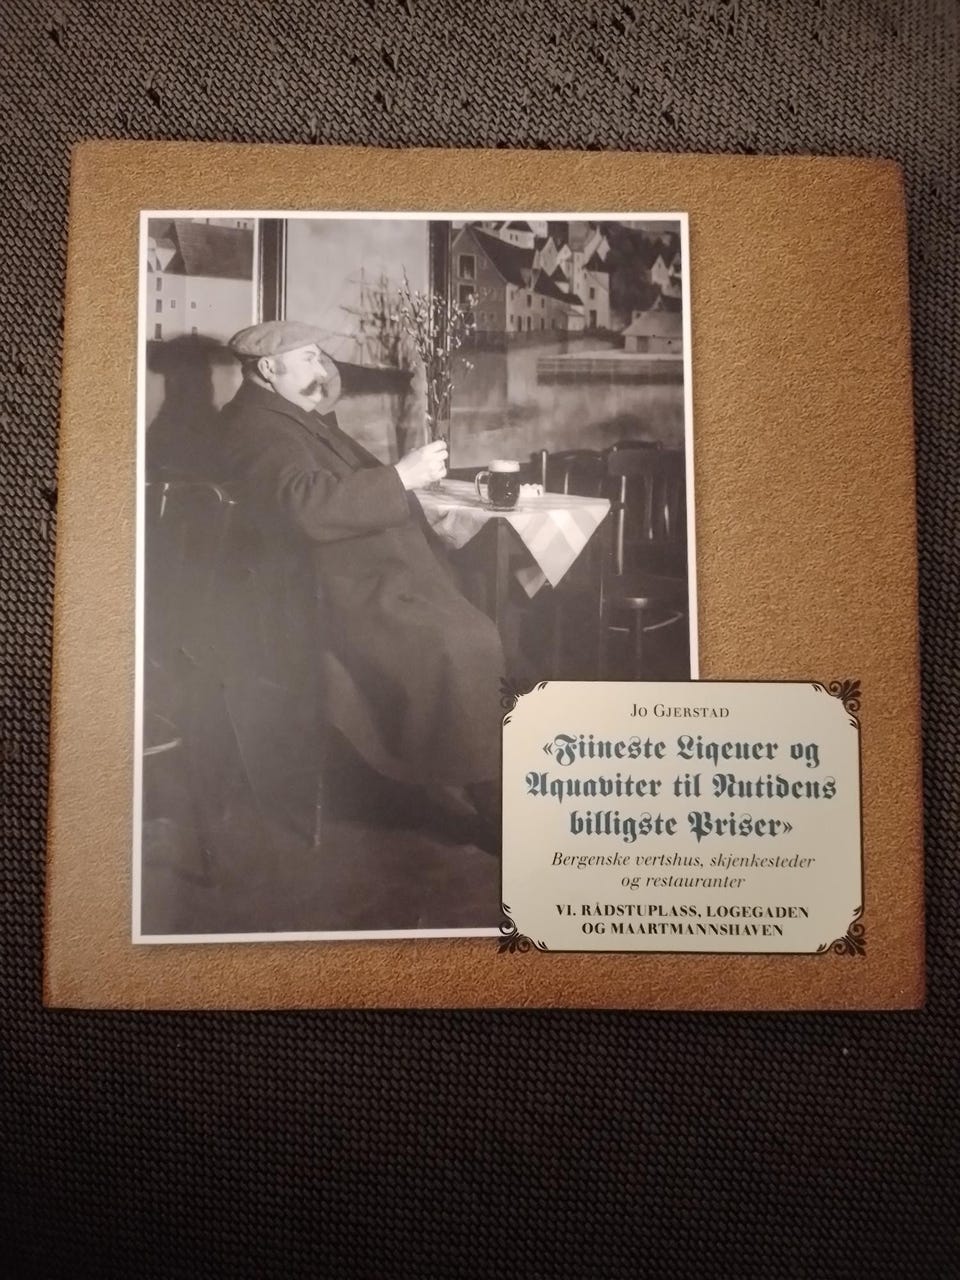 JO GJERSTAD
«Fiineste Liqeuer og
Aquaviter til Nutidens
billigste Priser»
Bergenske vertshus, skjenkesteder
og restauranter
VI. RÅDSTUPLASS, LOGEGADEN
OG MAARTMANNSHAVEN